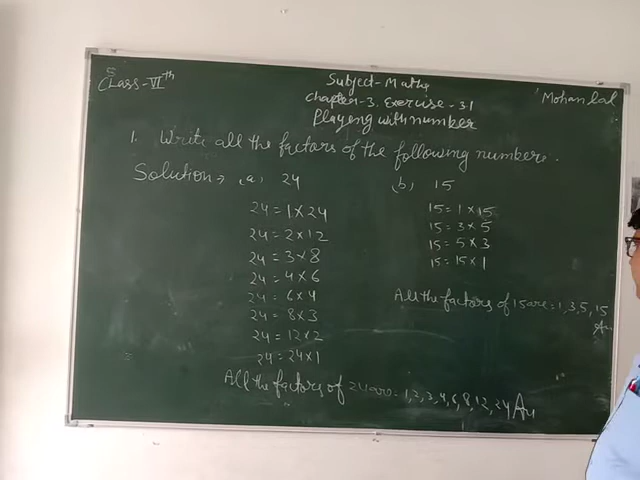 Class-VIth
Subject-Maths
Chapter-3. Exercise-3.1
Playeng with number
Mohan Lal
1. Write all the factors of the following numbers.
Solution → (a) 24
24 = 1 × 24
24 = 2 × 12
24 = 3 × 8
24 = 4 × 6
24 = 6 × 4
24 = 8 × 3
24 = 12 × 2
24 = 24 × 1
All the factors of 24 are = 1, 2, 3, 4, 6, 8, 12, 24 An
(b) 15
15 = 1 × 15
15 = 3 × 5
15 = 5 × 3
15 = 15 × 1
All the factors of 15 are = 1, 3, 5, 15
An